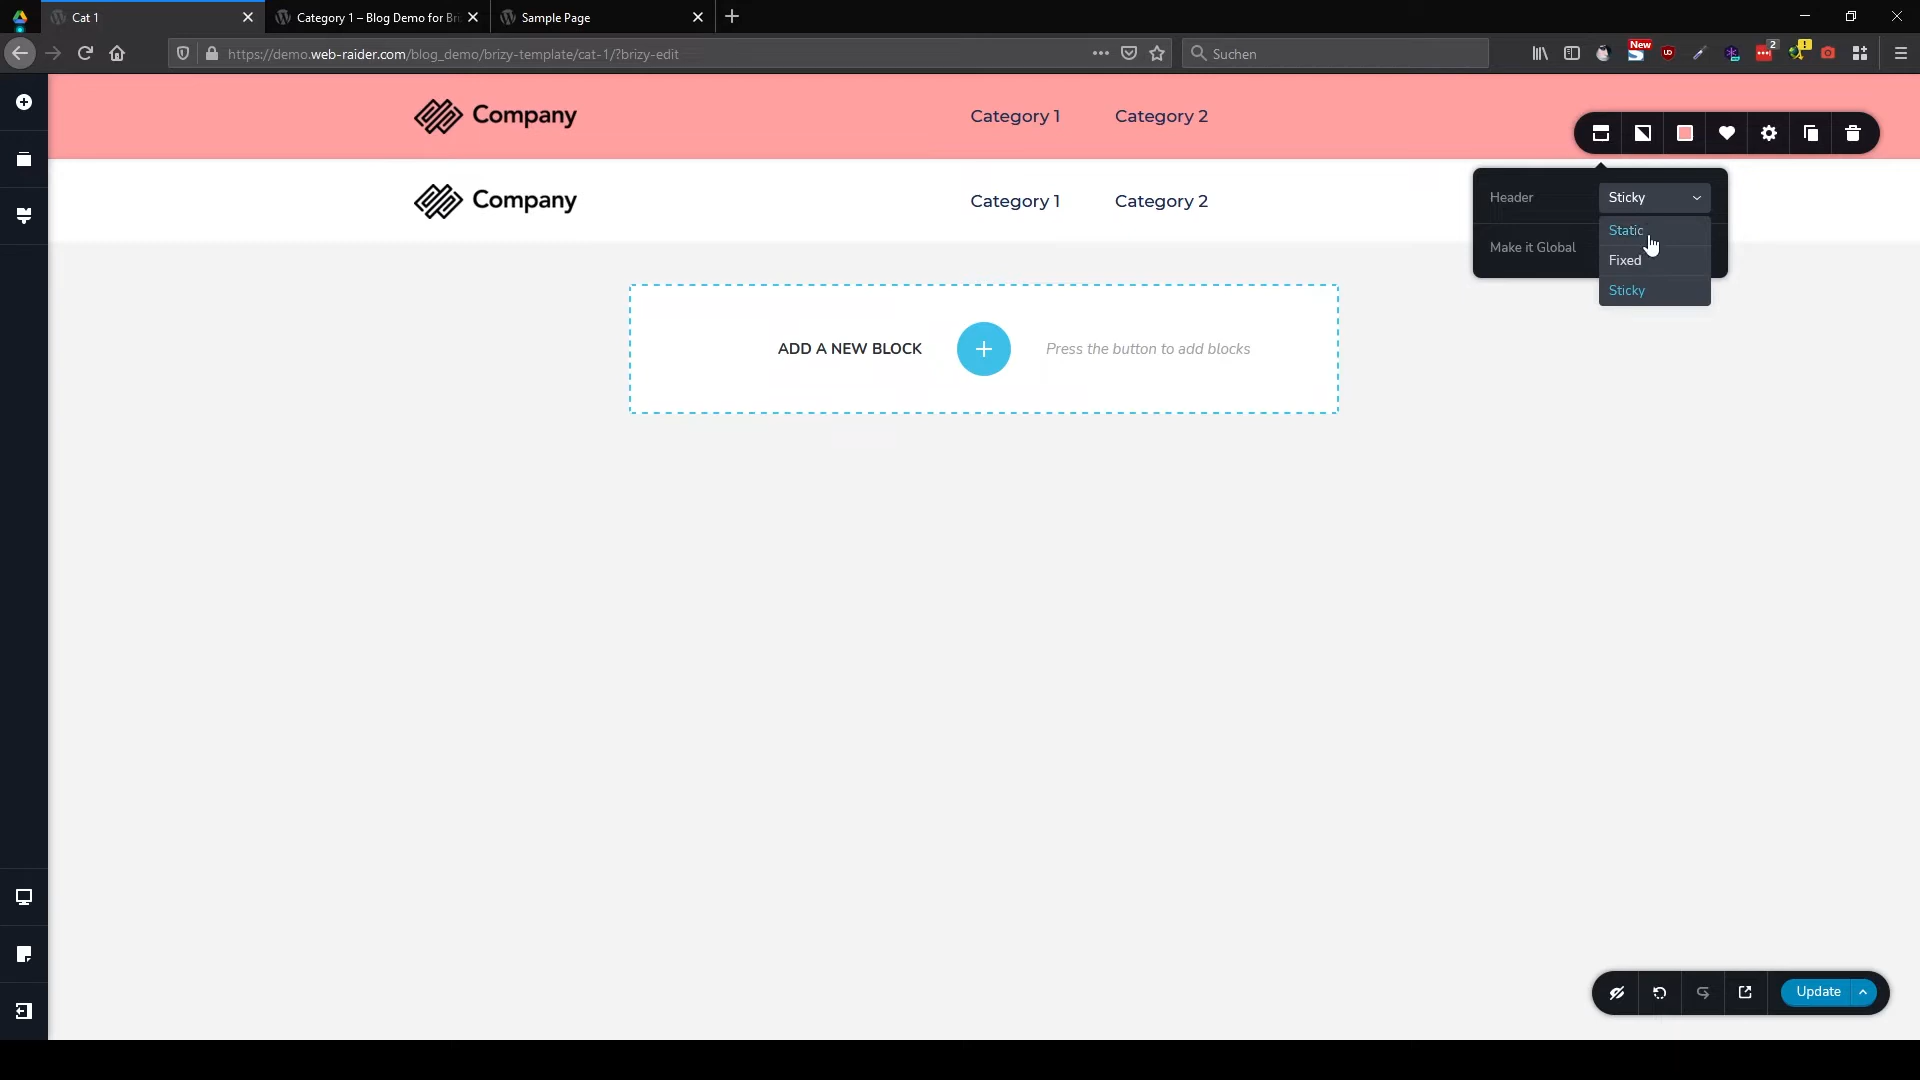 Cat 1
Category 1 – Blog Demo for Br
Sample Page
https://demo.web-raider.com/blog_demo/brizy-template/cat-1/?brizy-edit
Suchen
New
2
Company
Category 1
Category 2
Company
Category 1
Category 2
Header
Sticky
Static
Make it Global
Fixed
Sticky
ADD A NEW BLOCK
Press the button to add blocks
Update